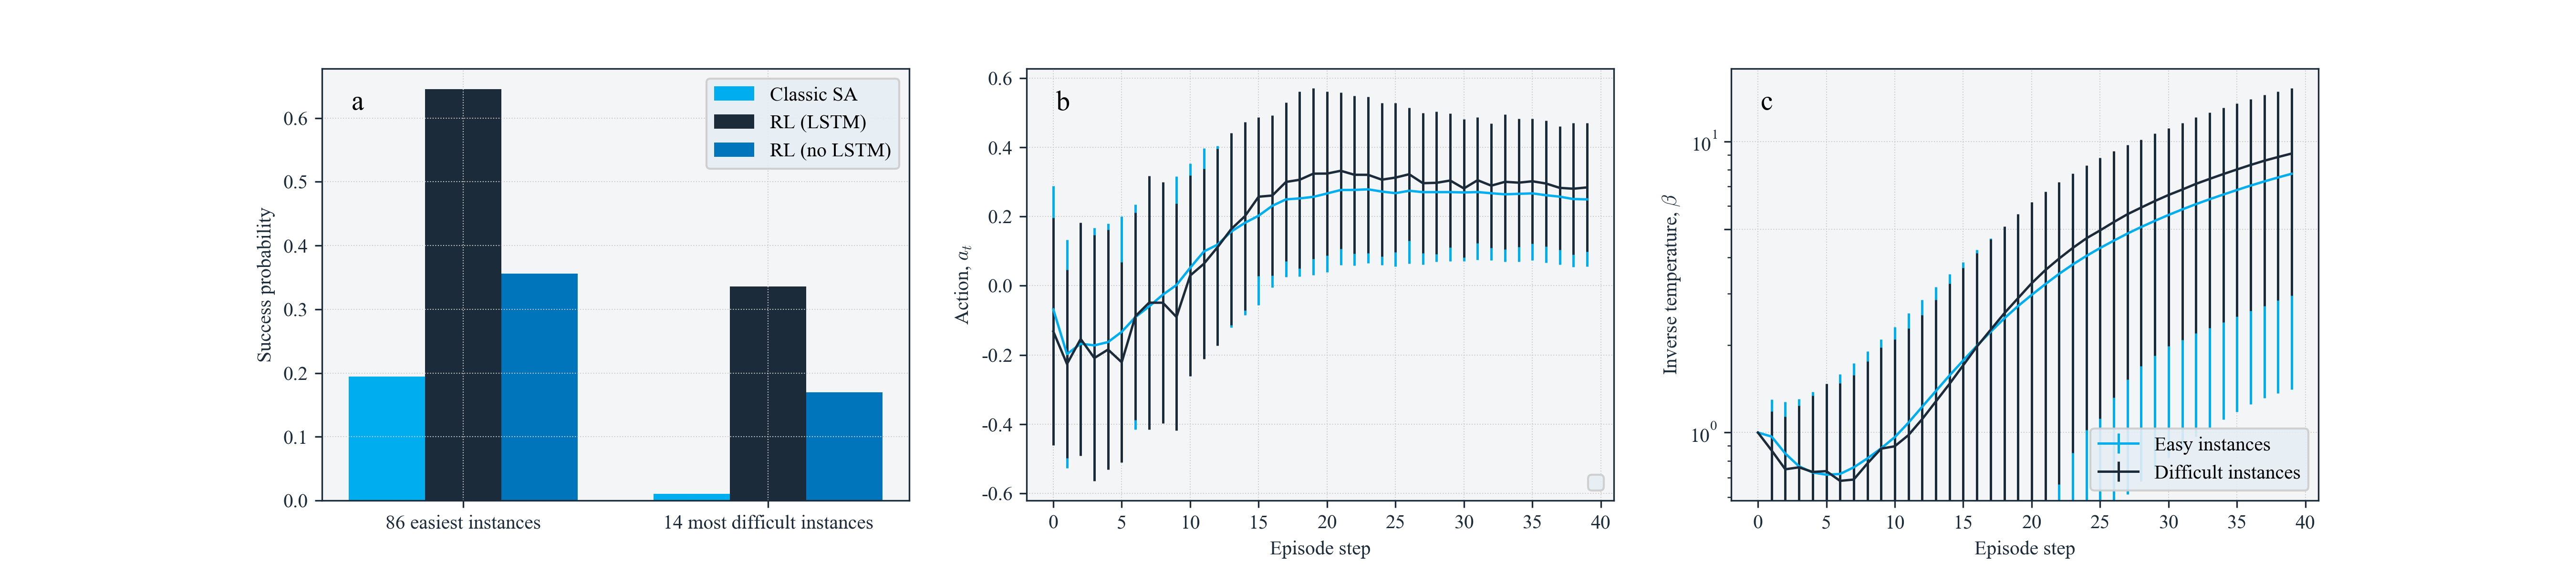 a
Classic SA
RL (LSTM)
RL (no LSTM)
Success probability
0.6
0.5
0.4
0.3
0.2
0.1
0.0
86 easiest instances
14 most difficult instances
b
Action, a_t
0.6
0.4
0.2
0.0
-0.2
-0.4
-0.6
0 5 10 15 20 25 30 35 40
Episode step
c
Inverse temperature, β
10^1
10^0
Easy instances
Difficult instances
0 5 10 15 20 25 30 35 40
Episode step